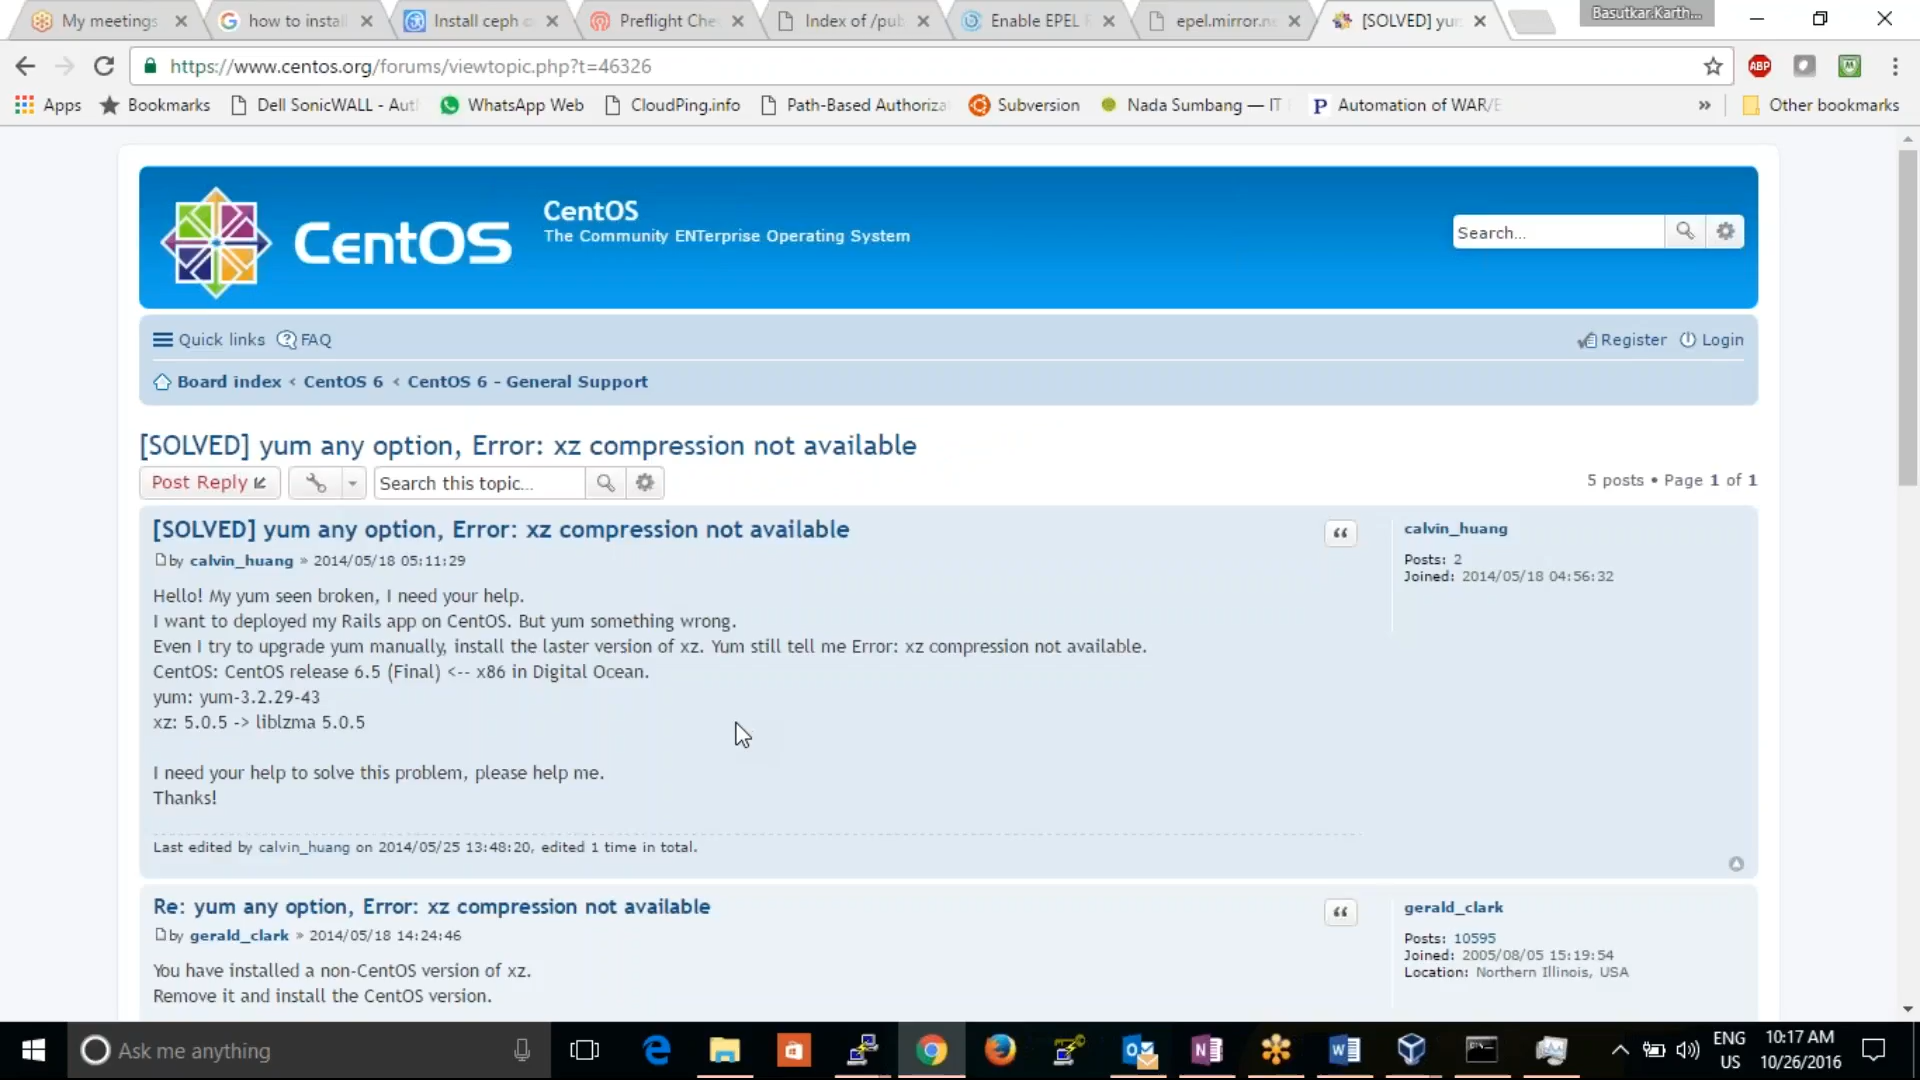 My meetings
how to install
Install ceph
Preflight Che
Index of /pub
Enable EPEL
epel.mirror.n
[SOLVED] yum
Basutkar.Karth...
https://www.centos.org/forums/viewtopic.php?t=46326
ABP
Apps
Bookmarks
Dell SonicWALL - Aut
WhatsApp Web
CloudPing.info
Path-Based Authoriza
Subversion
Nada Sumbang — IT
Automation of WAR/E
»
Other bookmarks
CentOS
CentOS
The Community ENTerprise Operating System
Search...
Quick links
FAQ
Register
Login
Board index ‹ CentOS 6 ‹ CentOS 6 - General Support
[SOLVED] yum any option, Error: xz compression not available
Post Reply
Search this topic...
5 posts • Page 1 of 1
[SOLVED] yum any option, Error: xz compression not available
by calvin_huang » 2014/05/18 05:11:29
calvin_huang
Posts: 2
Joined: 2014/05/18 04:56:32
Hello! My yum seen broken, I need your help.
I want to deployed my Rails app on CentOS. But yum something wrong.
Even I try to upgrade yum manually, install the laster version of xz. Yum still tell me Error: xz compression not available.
CentOS: CentOS release 6.5 (Final) <-- x86 in Digital Ocean.
yum: yum-3.2.29-43
xz: 5.0.5 -> liblzma 5.0.5
I need your help to solve this problem, please help me.
Thanks!
Last edited by calvin_huang on 2014/05/25 13:48:20, edited 1 time in total.
Re: yum any option, Error: xz compression not available
by gerald_clark » 2014/05/18 14:24:46
gerald_clark
Posts: 10595
Joined: 2005/08/05 15:19:54
Location: Northern Illinois, USA
You have installed a non-CentOS version of xz.
Remove it and install the CentOS version.
Ask me anything
ENG
US
10:17 AM
10/26/2016